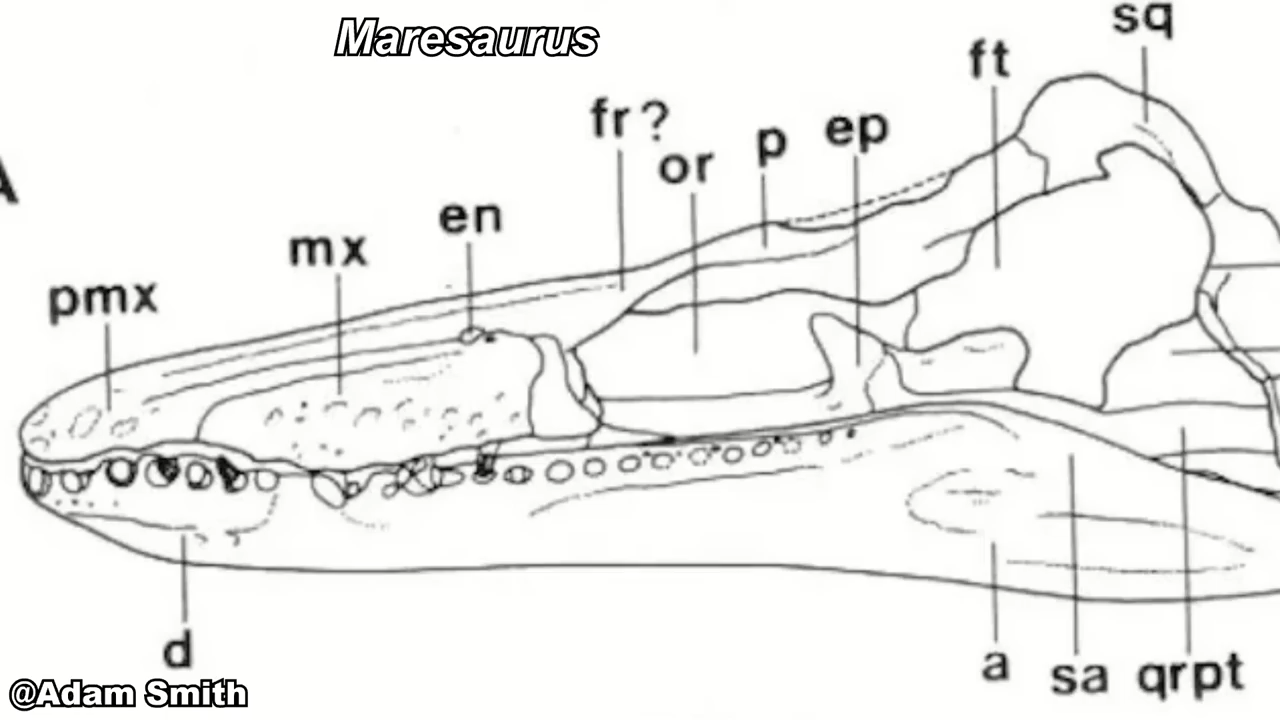 Maresaurus
sq
ft
A
fr?
or
p
ep
en
mx
pmx
d
a
sa
qrpt
@Adam Smith